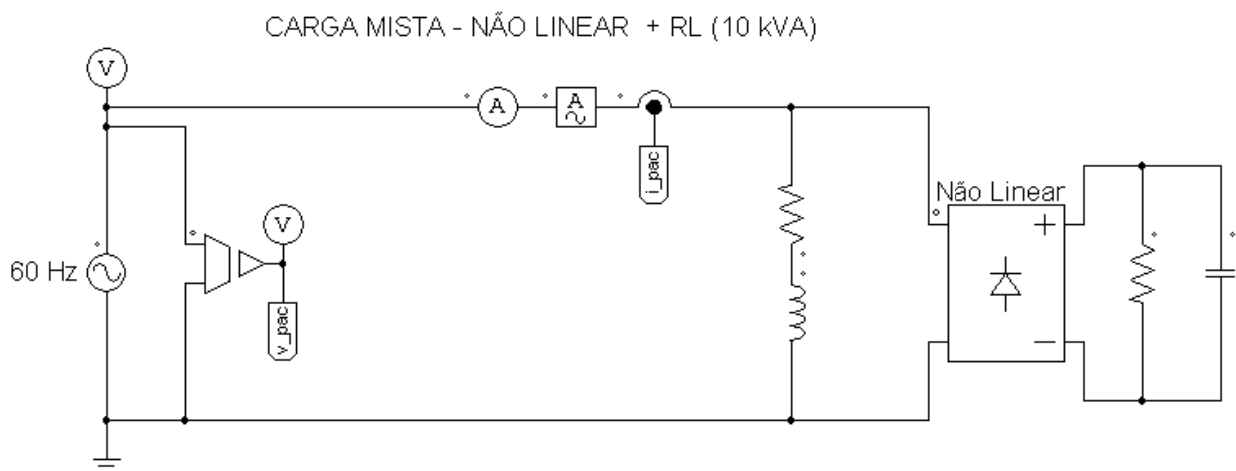 CARGA MISTA - NÃO LINEAR + RL (10 kVA)
V
A
A
i_pac
Não Linear
V
60 Hz
v_pac